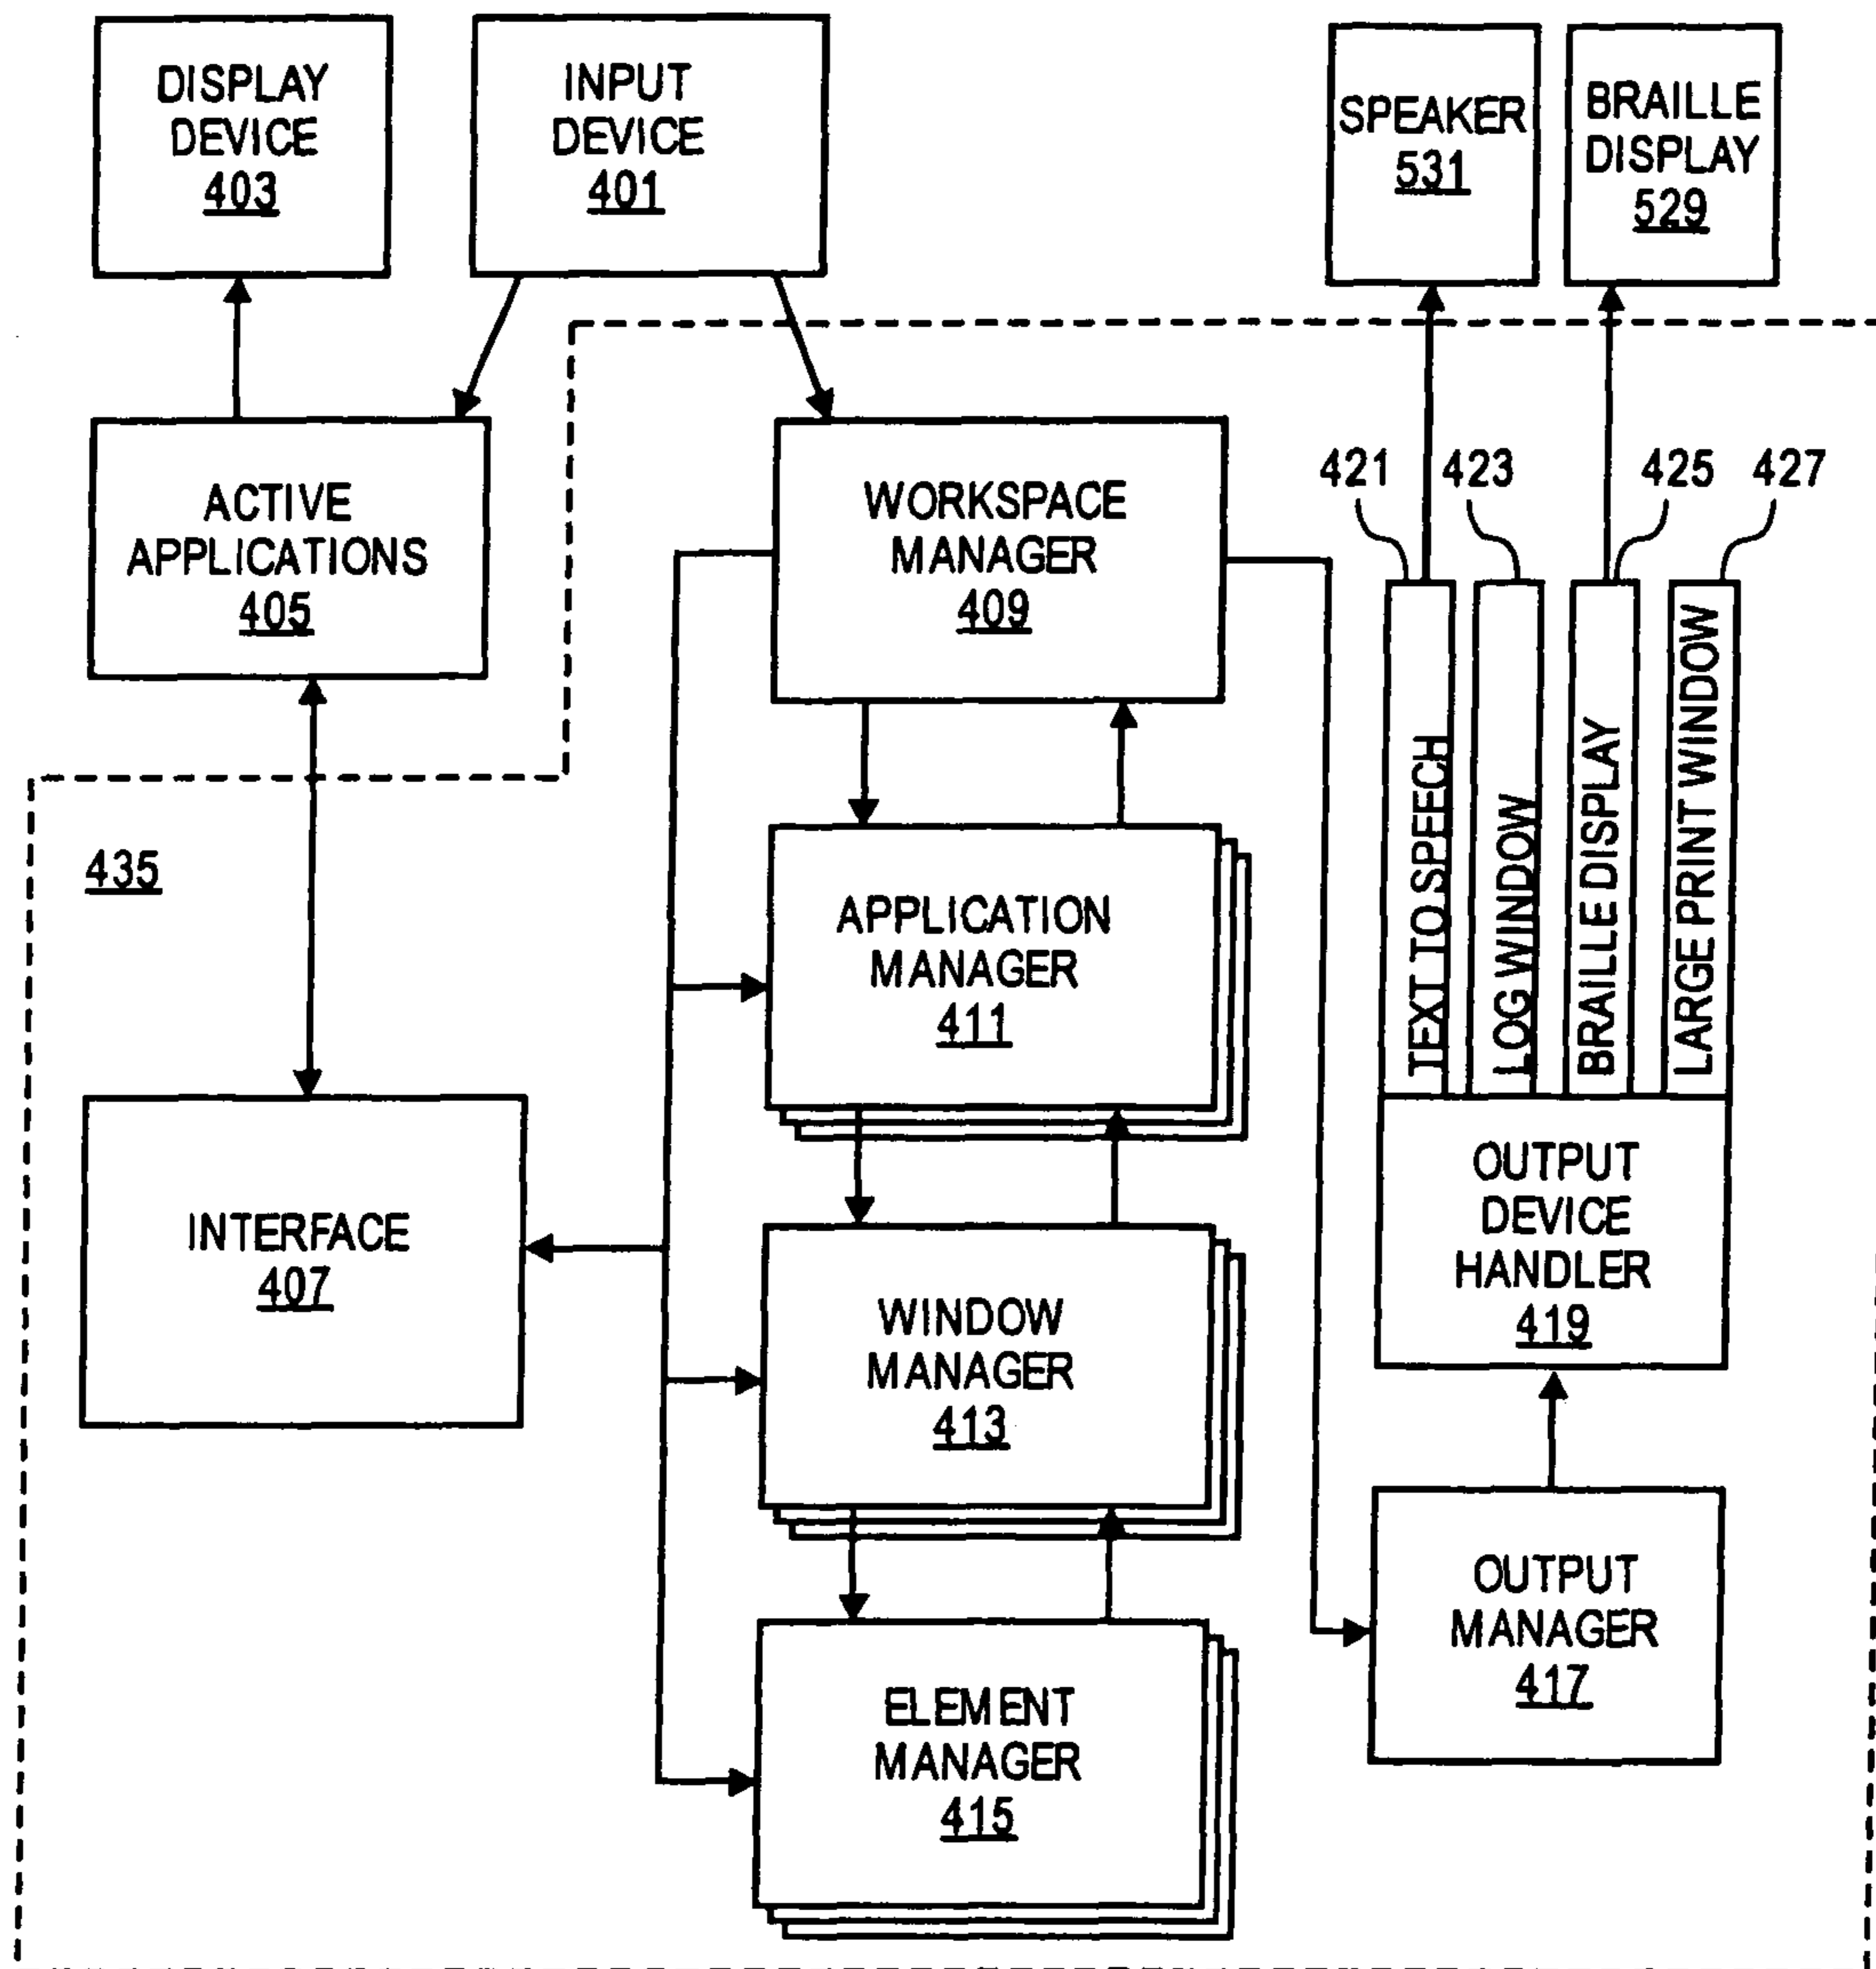 DISPLAY
DEVICE
403
INPUT
DEVICE
401
SPEAKER
531
BRAILLE
DISPLAY
529
ACTIVE
APPLICATIONS
405
WORKSPACE
MANAGER
409
421
423
425
427
TEXT TO SPEECH
LOG WINDOW
BRAILLE DISPLAY
LARGE PRINT WINDOW
435
APPLICATION
MANAGER
411
INTERFACE
407
OUTPUT
DEVICE
HANDLER
419
WINDOW
MANAGER
413
OUTPUT
MANAGER
417
ELEMENT
MANAGER
415